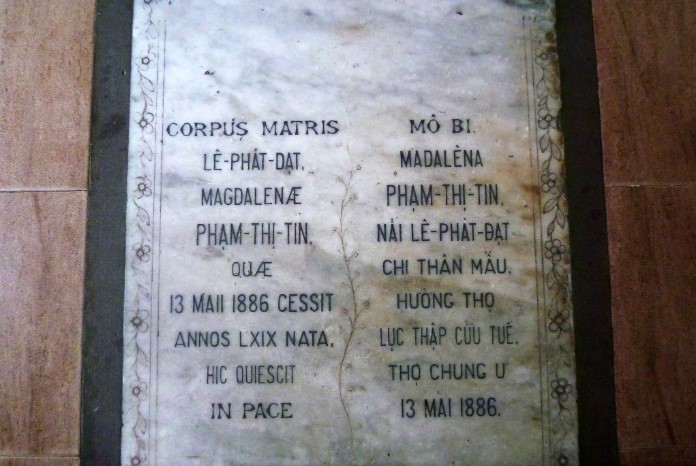 CORPUS MATRIS
LÊ-PHÁT-ĐẠT,
MAGDALENÆ
PHẠM-THỊ-TIN,
QUÆ
13 MAII 1886 CESSIT
ANNOS LXIX NATA,
HIC QUIESCIT
IN PACE
MÔ BI.
MADALÈNA
PHẠM-THỊ-TIN,
NÃI LÊ-PHÁT-ĐẠT
CHI THÂN MẪU,
HƯỞNG THỌ
LỤC THẬP CỬU TUẾ,
THỌ CHUNG Ư
13 MAI 1886.